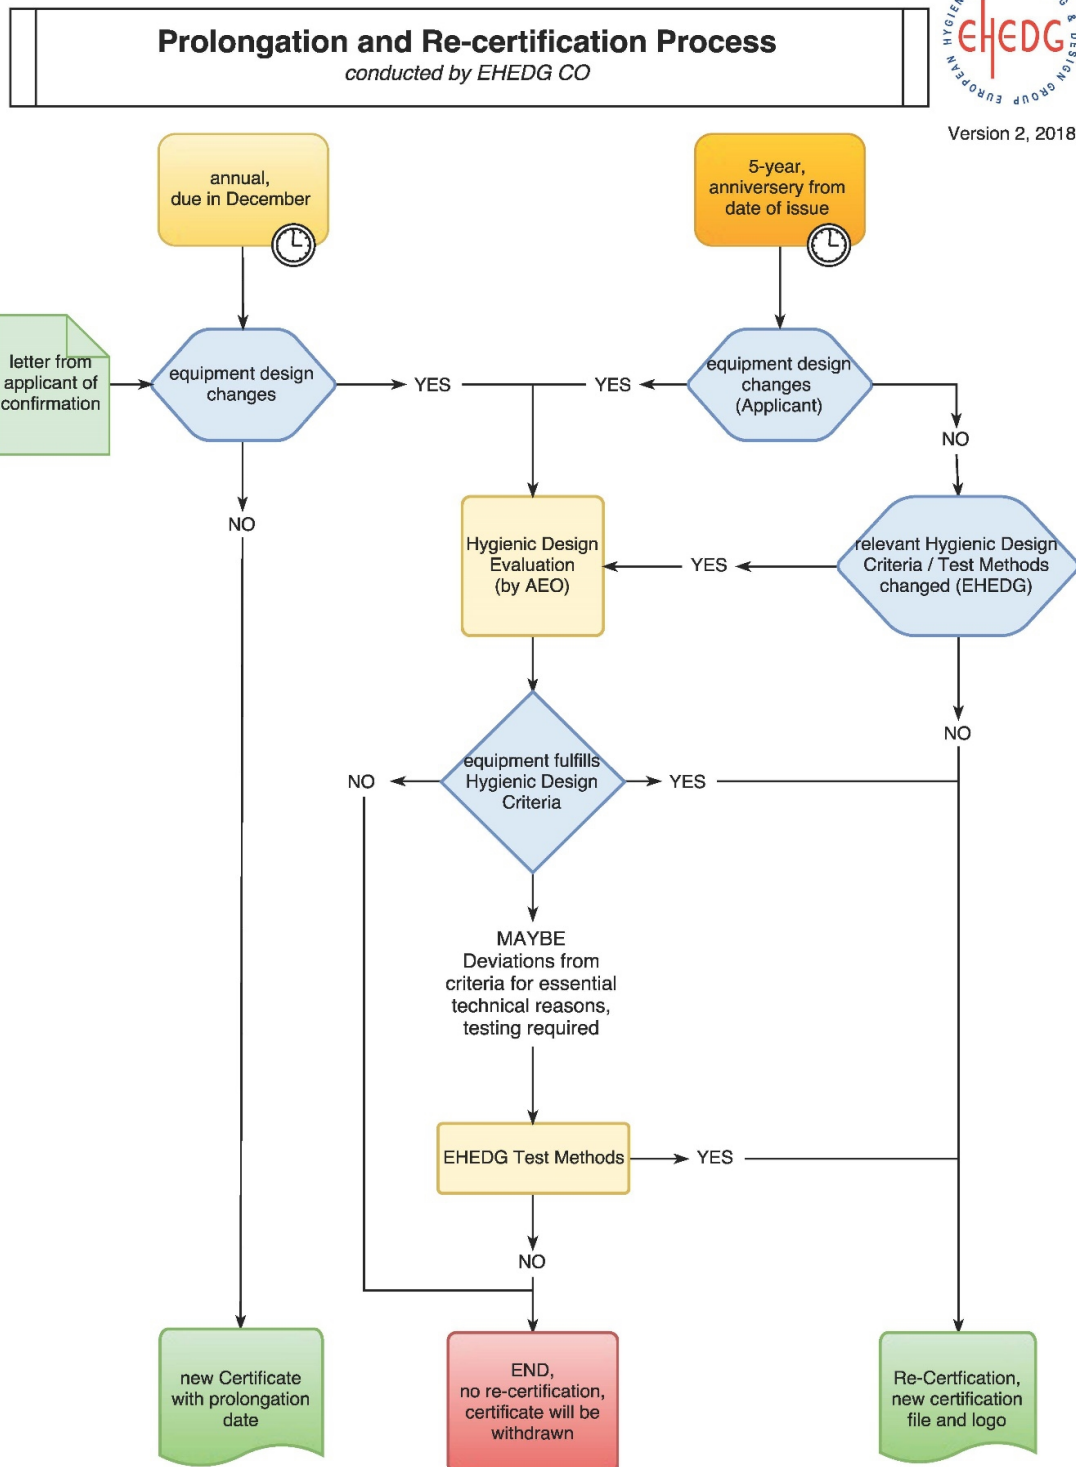 Prolongation and Re-certification Process
conducted by EHEDG CO
EHEDG
EUROPEAN HYGIEN
& DESIGN GROUP
Version 2, 2018
annual,
due in December
5-year,
anniversery from
date of issue
letter from
applicant of
confirmation
equipment design
changes
YES
YES
equipment design
changes
(Applicant)
NO
NO
Hygienic Design
Evaluation
(by AEO)
YES
relevant Hygienic Design
Criteria / Test Methods
changed (EHEDG)
NO
NO
equipment fulfills
Hygienic Design
Criteria
YES
MAYBE
Deviations from
criteria for essential
technical reasons,
testing required
EHEDG Test Methods
YES
NO
new Certificate
with prolongation
date
END,
no re-certification,
certificate will be
withdrawn
Re-Certfication,
new certification
file and logo